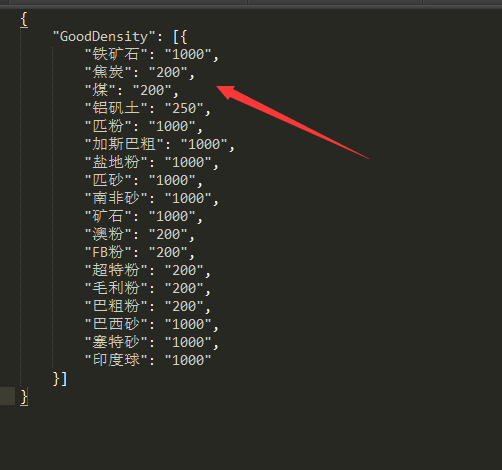 {
"GoodDensity": [{
"铁矿石": "1000",
"焦炭": "200",
"煤": "200",
"铝矾土": "250",
"匹粉": "1000",
"加斯巴粗": "1000",
"盐地粉": "1000",
"匹砂": "1000",
"南非砂": "1000",
"矿石": "1000",
"澳粉": "200",
"FB粉": "200",
"超特粉": "200",
"毛利粉": "200",
"巴粗粉": "200",
"巴西砂": "1000",
"塞特砂": "1000",
"印度球": "1000"
}]
}